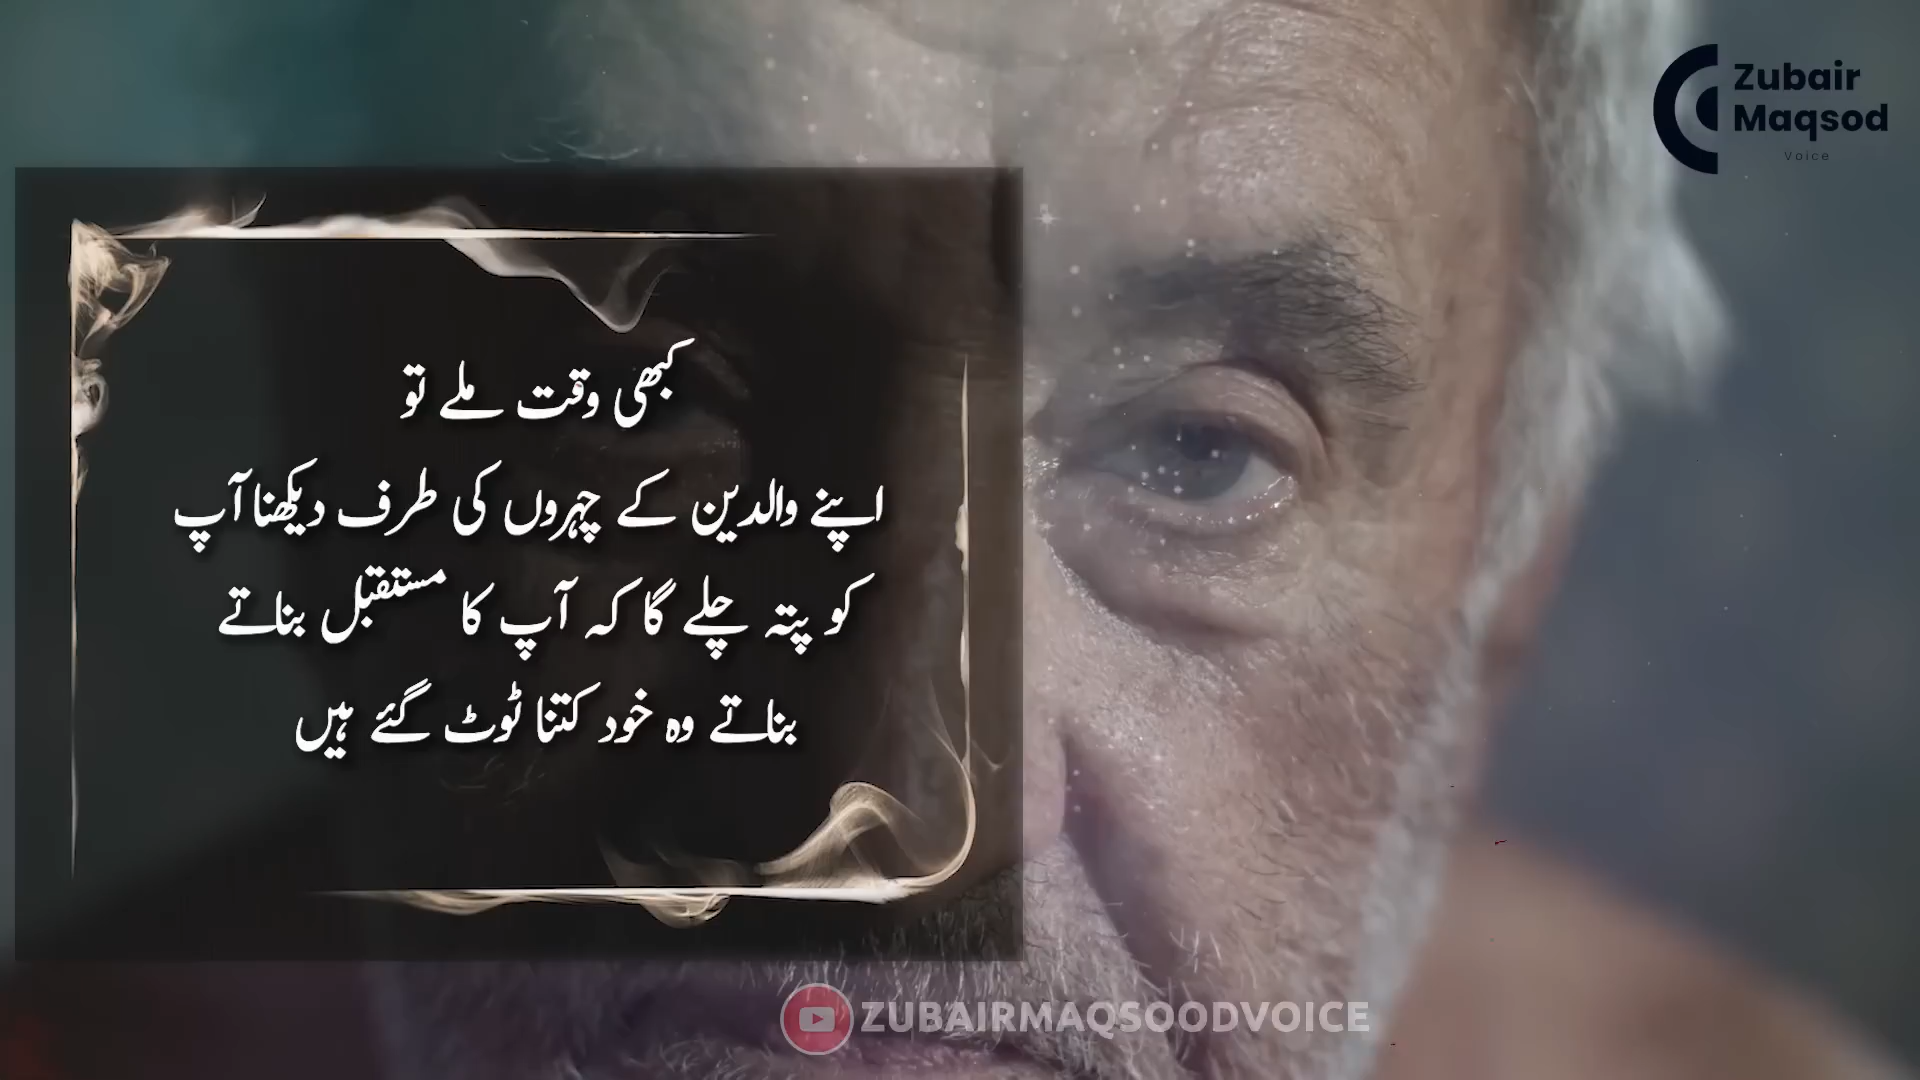 Zubair
Maqsod
Voice
کبھی وقت ملے تو
اپنے والدین کے چہروں کی طرف دیکھنا آپ
کو پتہ چلے گا کہ آپ کا مستقبل بناتے
بناتے وہ خود کتنا ٹوٹ گئے ہیں
ZUBAIRMAQSOODVOICE